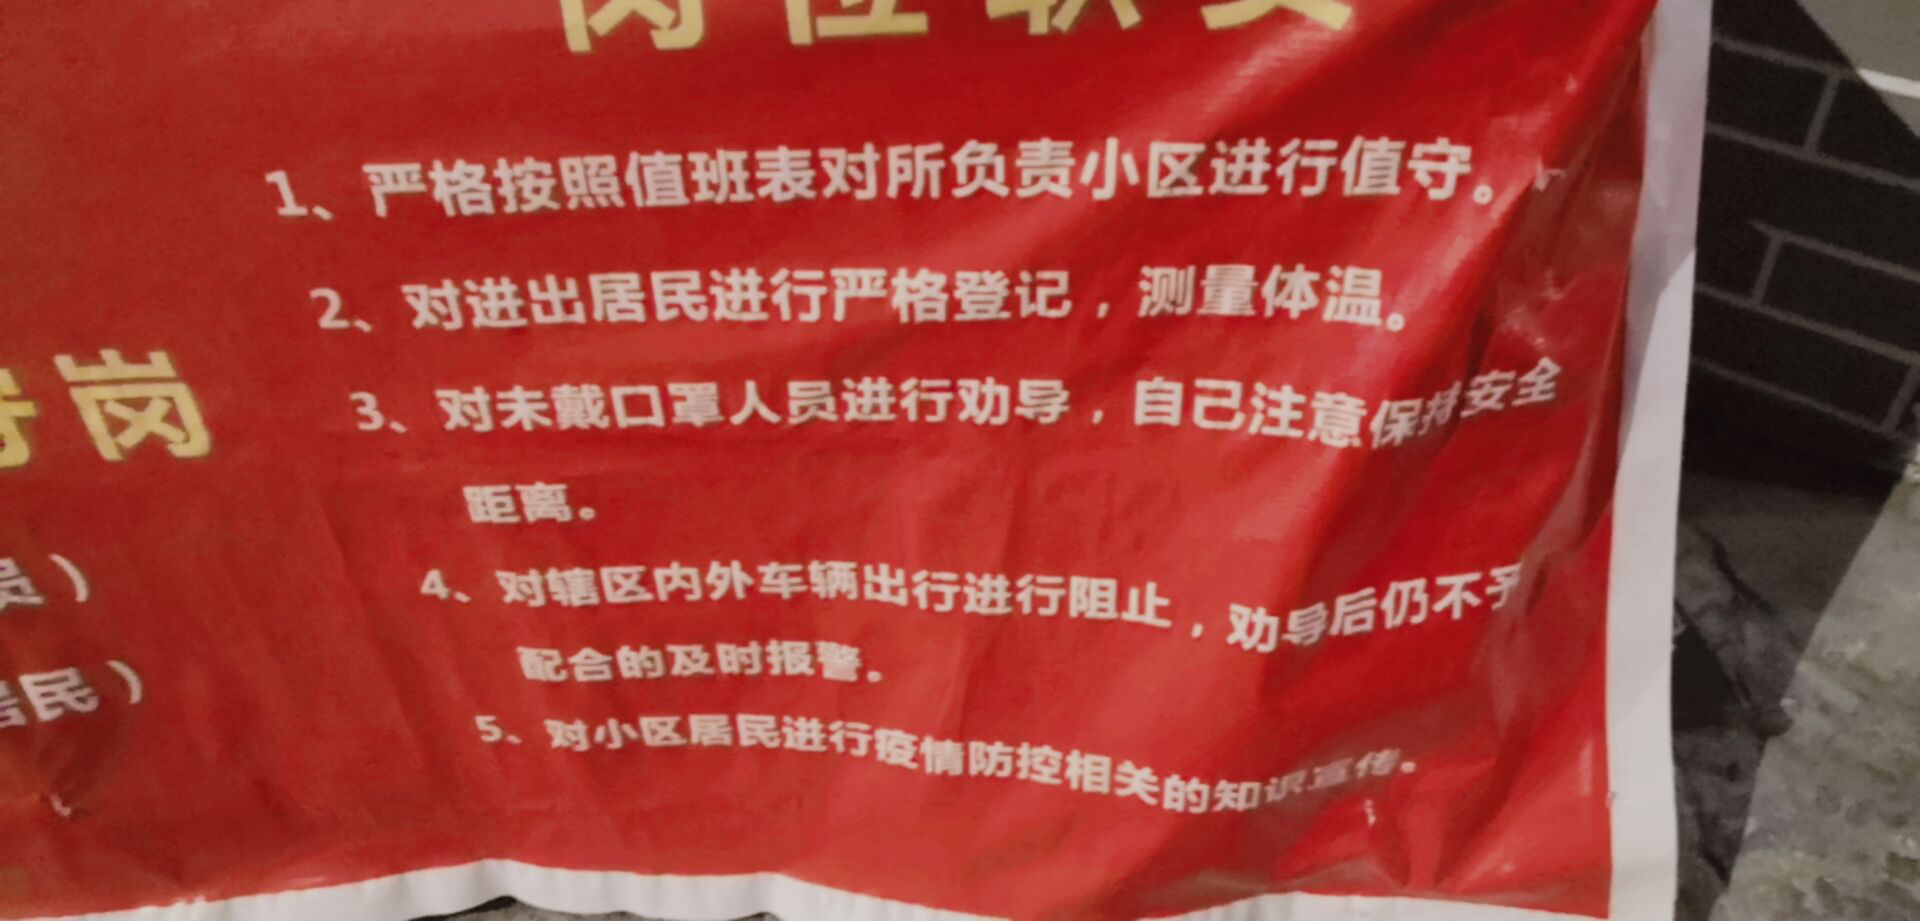 岗位职责
1、严格按照值班表对所负责小区进行值守。
2、对进出居民进行严格登记，测量体温。
3、对未戴口罩人员进行劝导，自己注意保持安全
距离。
4、对辖区内外车辆出行进行阻止，劝导后仍不予
配合的及时报警。
5、对小区居民进行疫情防控相关的知识宣传。
岗
员）
居民）